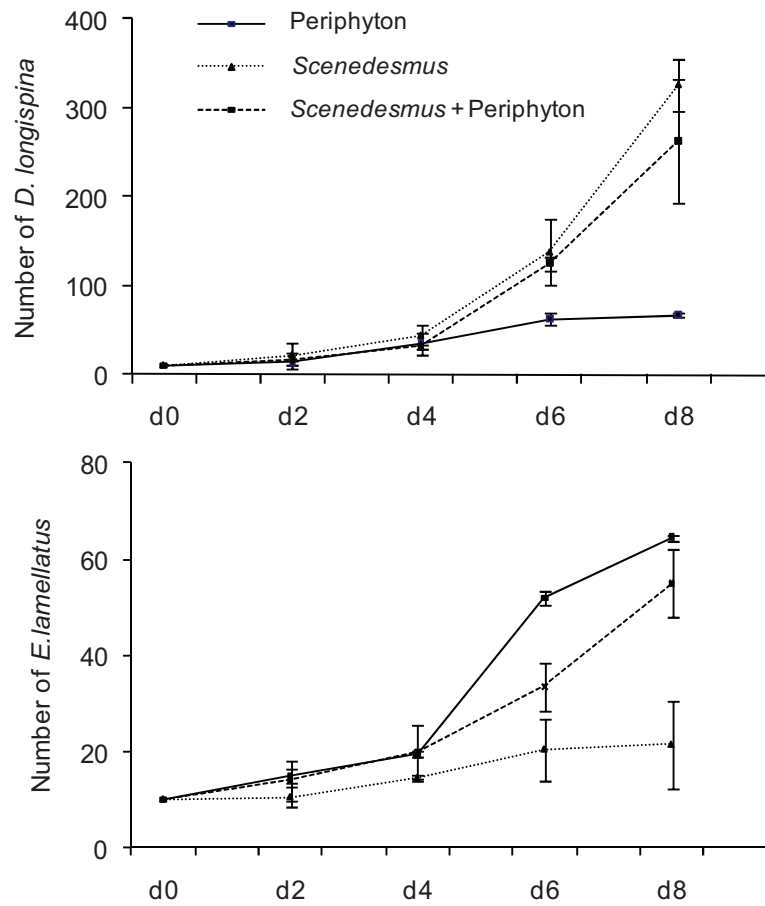 Number of D. longispina
400
300
200
100
0
Periphyton
Scenedesmus
Scenedesmus + Periphyton
d0 d2 d4 d6 d8
Number of E.lamellatus
80
60
40
20
0
d0 d2 d4 d6 d8